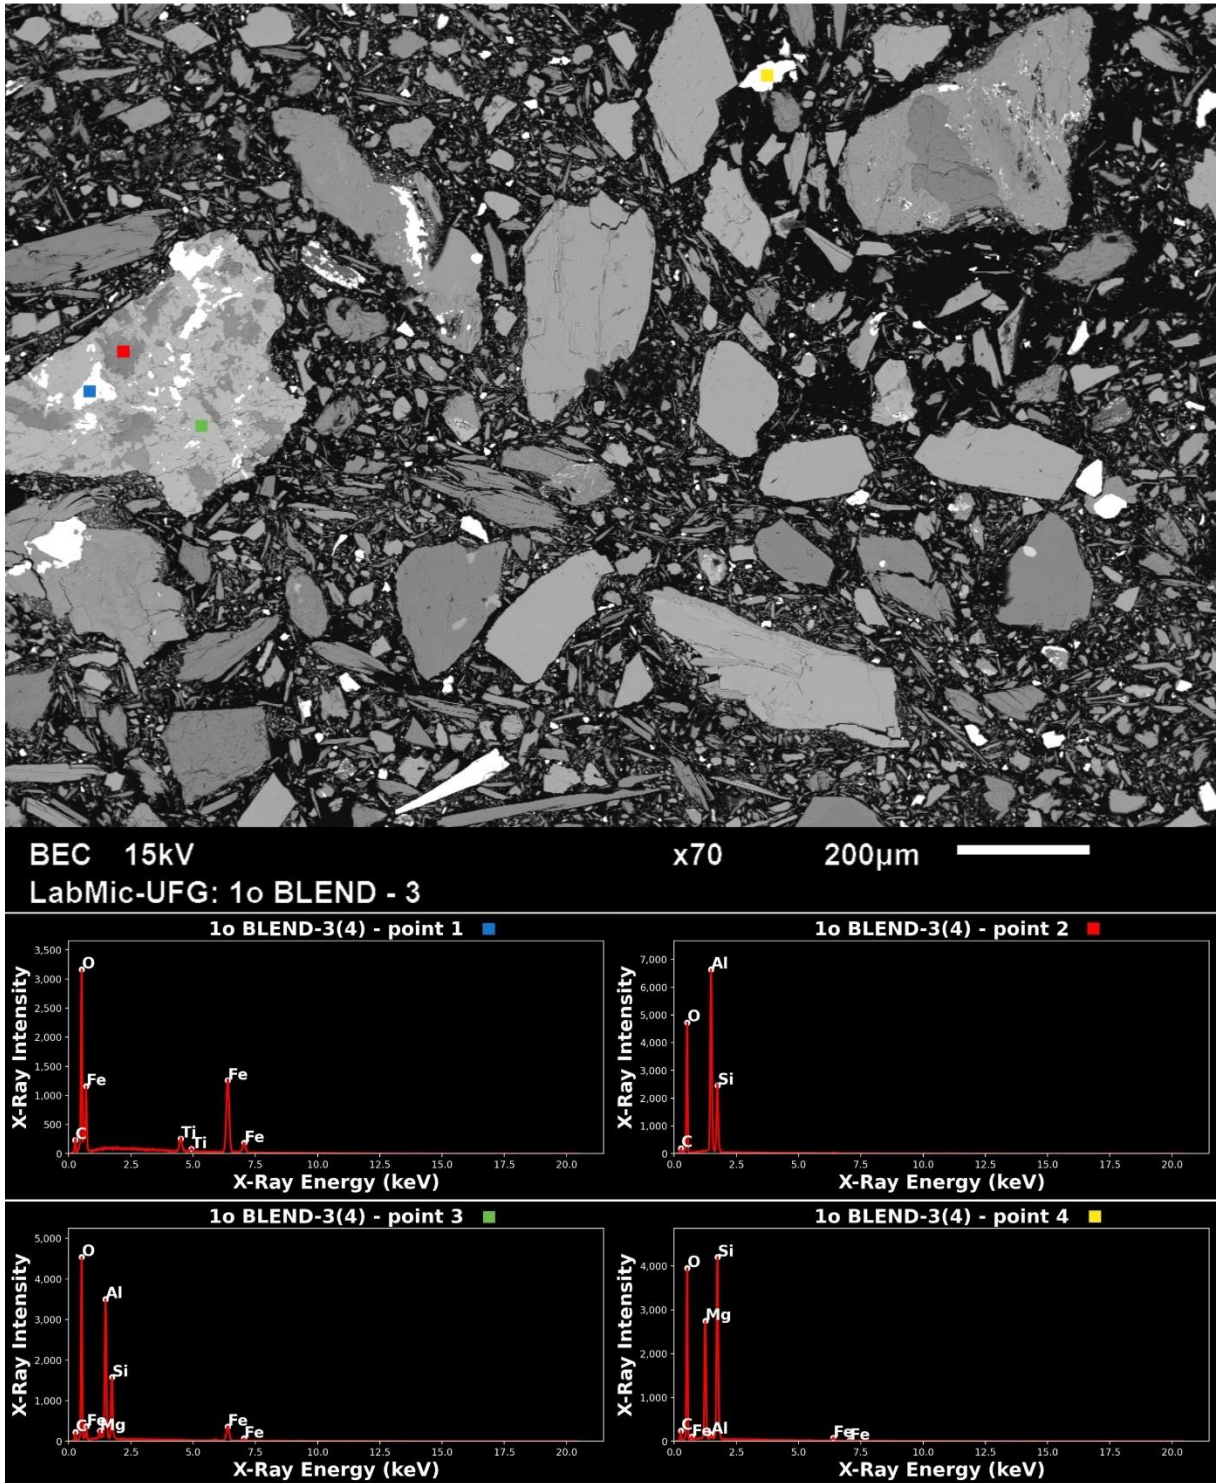 BEC 15kV x70 200µm
LabMic-UFG: 1o BLEND - 3
1o BLEND-3(4) - point 1
X-Ray Intensity
3,500
3,000
2,500
2,000
1,500
1,000
500
0
O
Fe
C
Ti
Ti
Fe
Fe
0.0 2.5 5.0 7.5 10.0 12.5 15.0 17.5 20.0
X-Ray Energy (keV)
1o BLEND-3(4) - point 2
X-Ray Intensity
7,000
6,000
5,000
4,000
3,000
2,000
1,000
0
Al
O
Si
C
0.0 2.5 5.0 7.5 10.0 12.5 15.0 17.5 20.0
X-Ray Energy (keV)
1o BLEND-3(4) - point 3
X-Ray Intensity
5,000
4,000
3,000
2,000
1,000
0
O
Al
Si
C
Fe
Mg
Fe
Fe
0.0 2.5 5.0 7.5 10.0 12.5 15.0 17.5 20.0
X-Ray Energy (keV)
1o BLEND-3(4) - point 4
X-Ray Intensity
4,000
3,000
2,000
1,000
0
Si
O
Mg
C
Fe
Al
Fe
Fe
0.0 2.5 5.0 7.5 10.0 12.5 15.0 17.5 20.0
X-Ray Energy (keV)